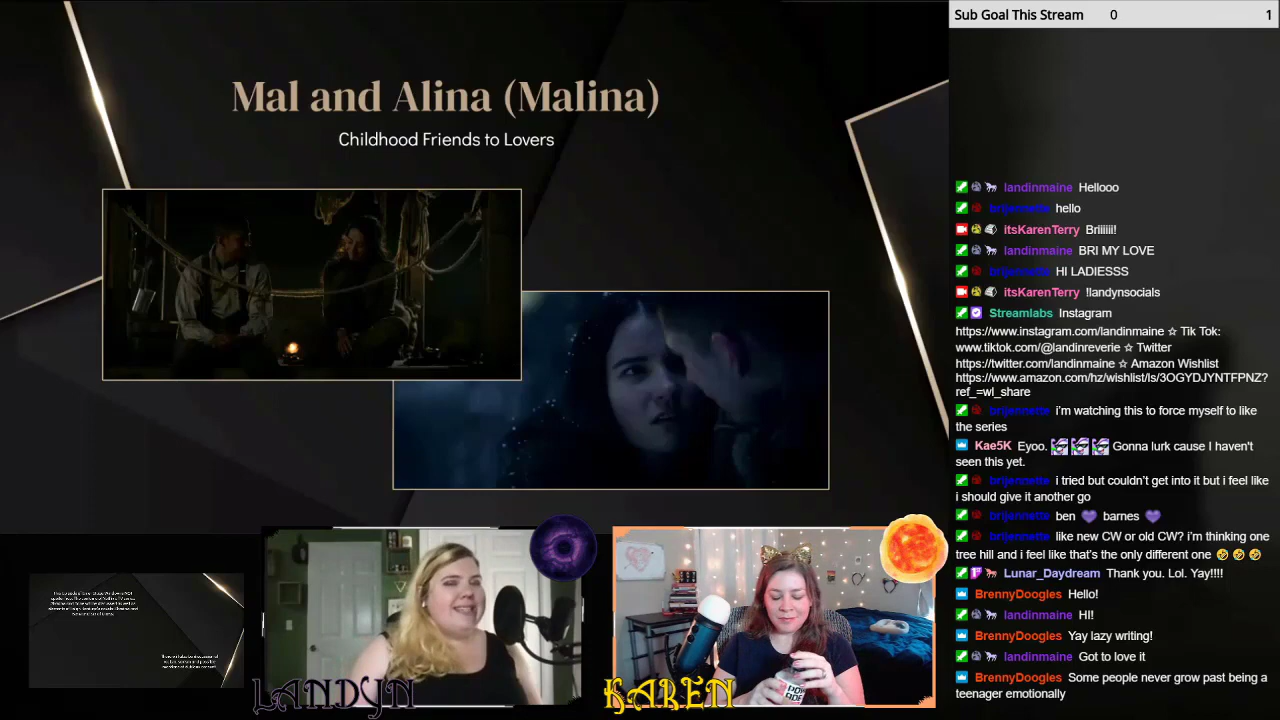 Mal and Alina (Malina)
Childhood Friends to Lovers
LANDYN
KAREN
Sub Goal This Stream 0 1
landinmaine Hellooo
brijennette hello
itsKarenTerry Briiiiii!
landinmaine BRI MY LOVE
brijennette HI LADIESSS
itsKarenTerry !landynsocials
Streamlabs Instagram
https://www.instagram.com/landinmaine ☆ Tik Tok:
www.tiktok.com/@landinreverie ☆ Twitter
https://twitter.com/landinmaine ☆ Amazon Wishlist
https://www.amazon.com/hz/wishlist/ls/3OGYDJYNTFPNZ?
ref_=wl_share
brijennette i'm watching this to force myself to like
the series
Kae5K Eyoo. Gonna lurk cause I haven't
seen this yet.
brijennette i tried but couldn't get into it but i feel like
i should give it another go
brijennette ben 💜 barnes 💜
brijennette like new CW or old CW? i'm thinking one
tree hill and i feel like that's the only different one 🤣 🤣 🤣
Lunar_Daydream Thank you. Lol. Yay!!!!
BrennyDoogles Hello!
landinmaine HI!
BrennyDoogles Yay lazy writing!
landinmaine Got to love it
BrennyDoogles Some people never grow past being a
teenager emotionally